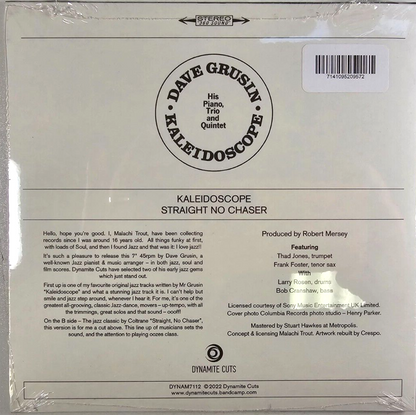 STEREO
"360 SOUND"
7141095209572
DAVE GRUSIN
His
Piano,
Trio
and
Quintet
KALEIDOSCOPE
KALEIDOSCOPE
STRAIGHT NO CHASER
Hello, hope you're good. I, Malachi Trout, have been collecting
records since I was around 16 years old. All things funky at first,
with loads of Soul, and then I found Jazz and that was it: I love jazz!!
It's such a pleasure to release this 7" 45rpm by Dave Grusin, a
well-known Jazz pianist & music arranger – in both jazz, soul and
film scores. Dynamite Cuts have selected two of his early jazz gems
which just stand out.
First up is one of my favourite original jazz tracks written by Mr Grusin
"Kaleidoscope" and what a stunning jazz track it is. I can't help but
smile and jazz step around, whenever I hear it. For me, it's one of the
greatest all-grooving, classic Jazz-dance, movers – up-tempo, with all
the trimmings, great solos and that sound – oooff!
On the B side - The jazz classic by Coltrane "Straight, No Chaser",
this version is for me a cut above. This line up of musicians sets the
sound, and the attention to playing oozes class.
Produced by Robert Mersey
Featuring
Thad Jones, trumpet
Frank Foster, tenor sax
With
Larry Rosen, drums
Bob Crenshaw, bass
Licensed courtesy of Sony Music Entertainment UK Limited.
Cover photo Columbia Records photo studio - Henry Parker.
Mastered by Stuart Hawkes at Metropolis.
Concept & licensing Malachi Trout. Artwork rebuilt by Crespo.
DYNAMITE CUTS
DYNAM7112 ©2022 Dynamite Cuts
www.dynamitecuts.bandcamp.com